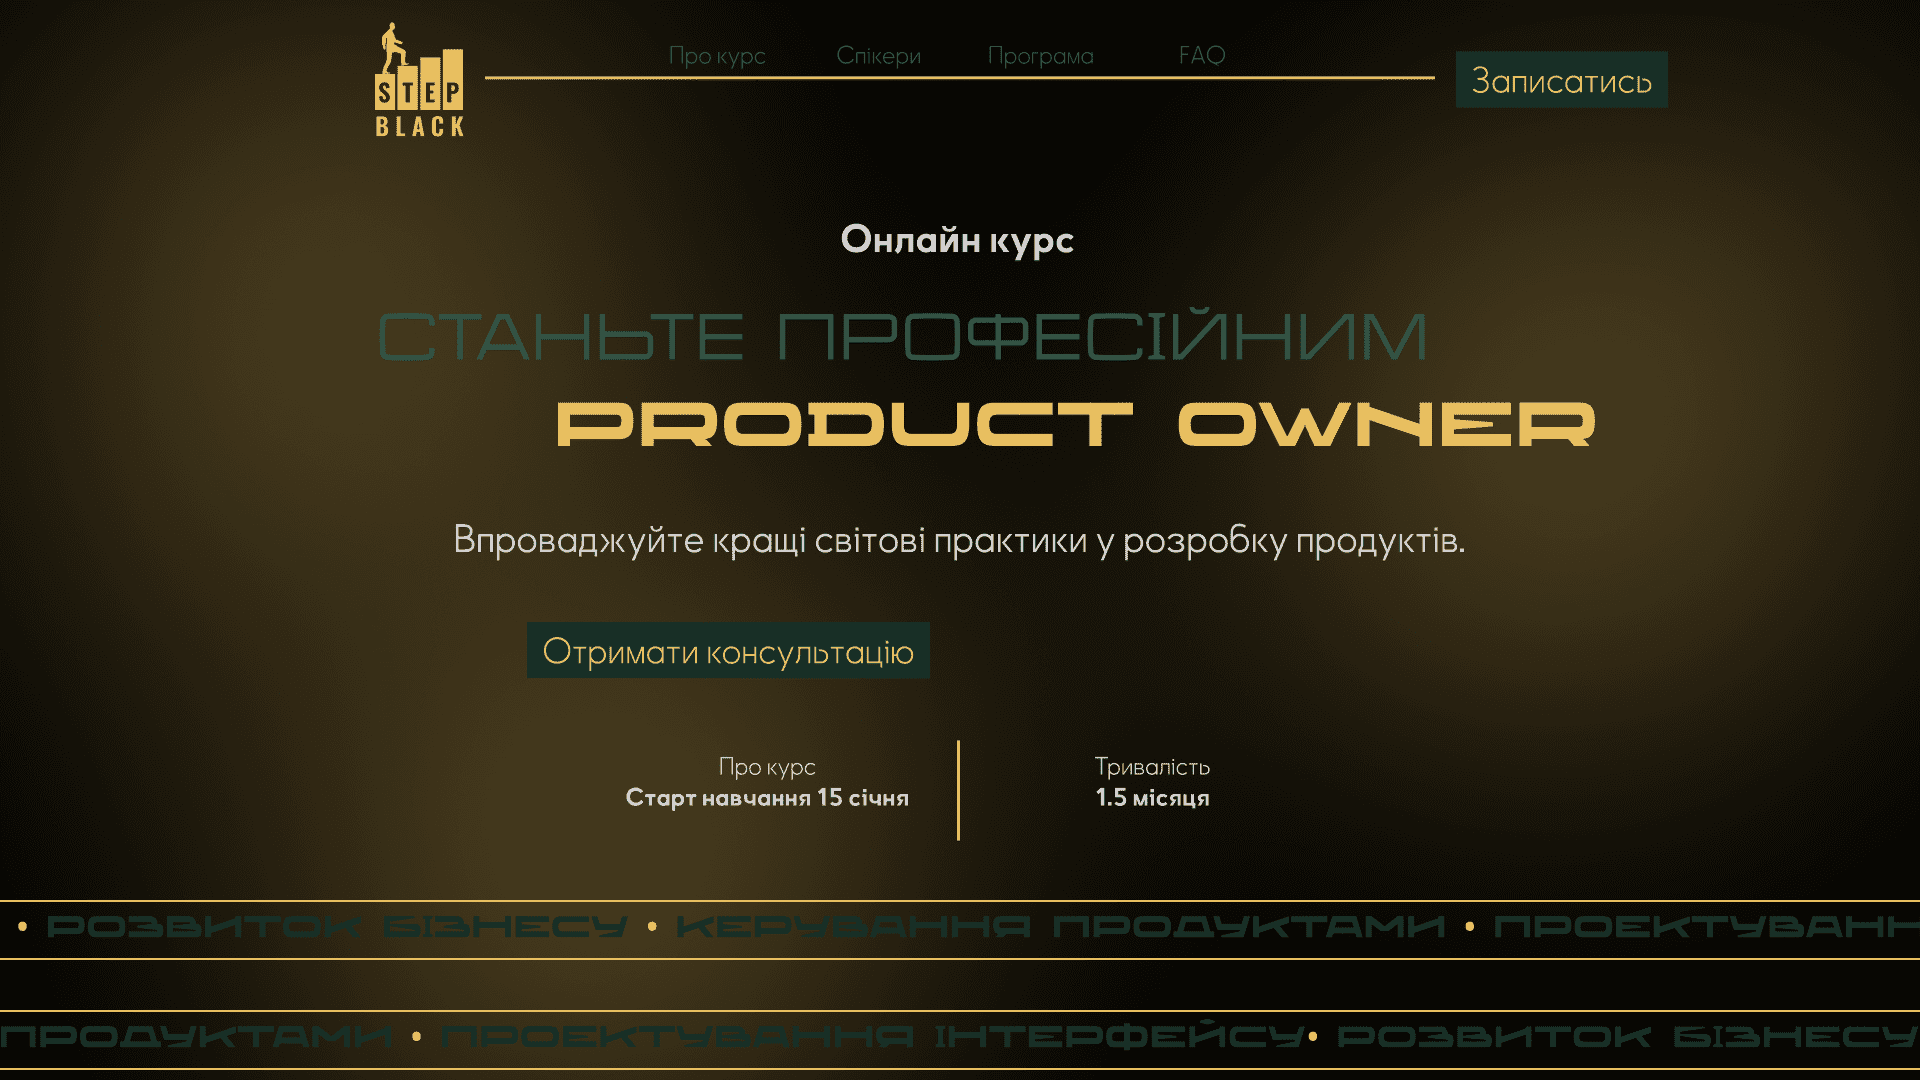 STEP
BLACK
Про курс
Спікери
Програма
FAQ
Записатись
Онлайн курс
СТАНЬТЕ ПРОФЕСІЙНИМ
PRODUCT OWNER
Впроваджуйте кращі світові практики у розробку продуктів.
Отримати консультацію
Про курс
Старт навчання 15 січня
Тривалість
1.5 місяця
• РОЗВИТОК БІЗНЕСУ • КЕРУВАННЯ ПРОДУКТАМИ • ПРОЕКТУВАНН
ПРОДУКТАМИ • ПРОЕКТУВАННЯ ІНТЕРФЕЙСУ • РОЗВИТОК БІЗНЕСУ